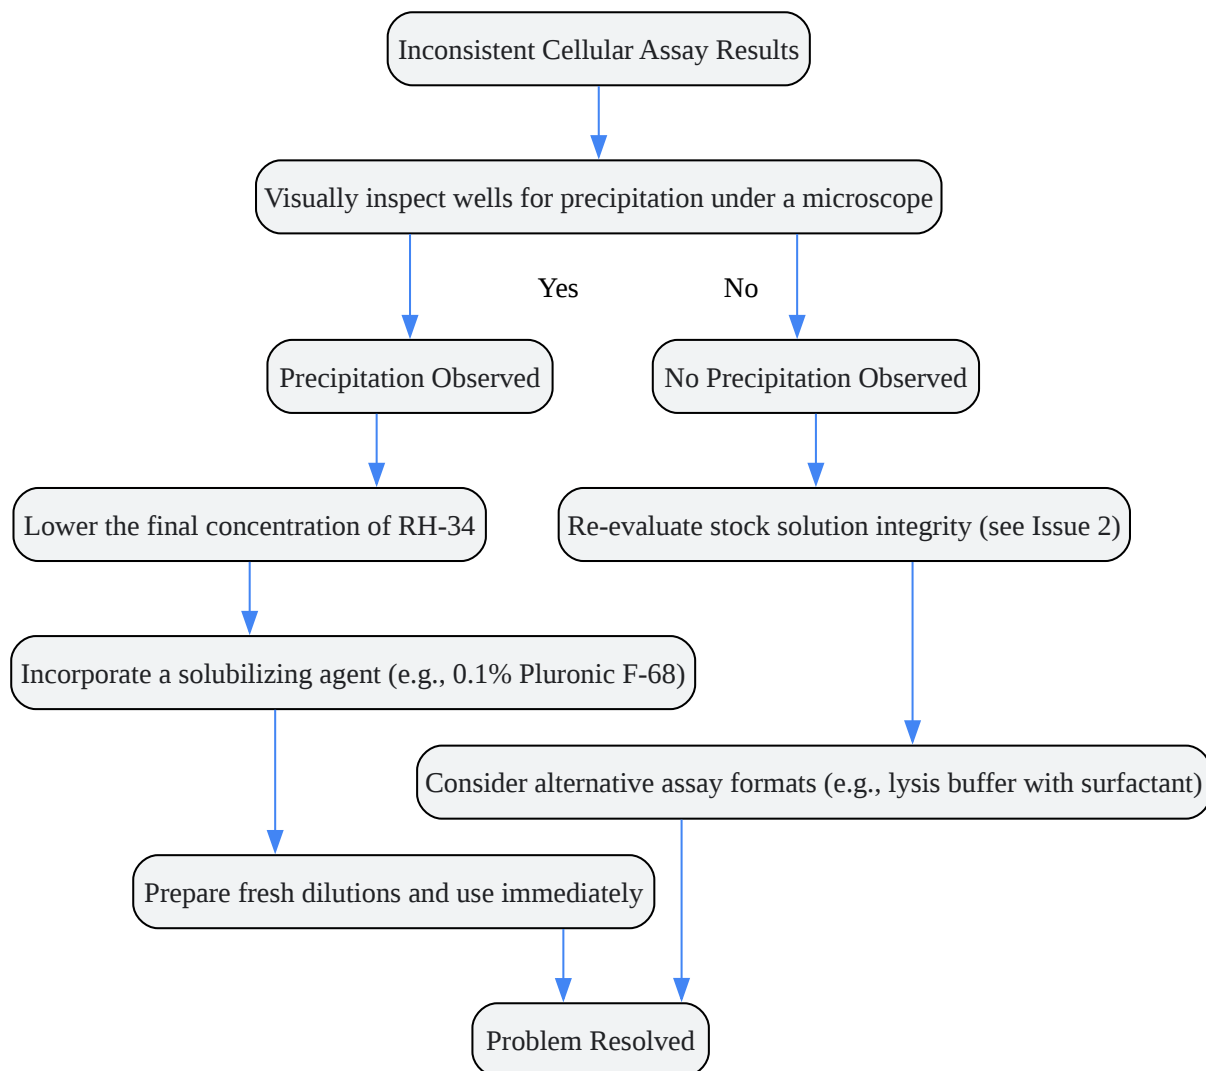 Inconsistent Cellular Assay Results
Visually inspect wells for precipitation under a microscope
Yes
No
Precipitation Observed
No Precipitation Observed
Lower the final concentration of RH-34
Re-evaluate stock solution integrity (see Issue 2)
Incorporate a solubilizing agent (e.g., 0.1% Pluronic F-68)
Consider alternative assay formats (e.g., lysis buffer with surfactant)
Prepare fresh dilutions and use immediately
Problem Resolved